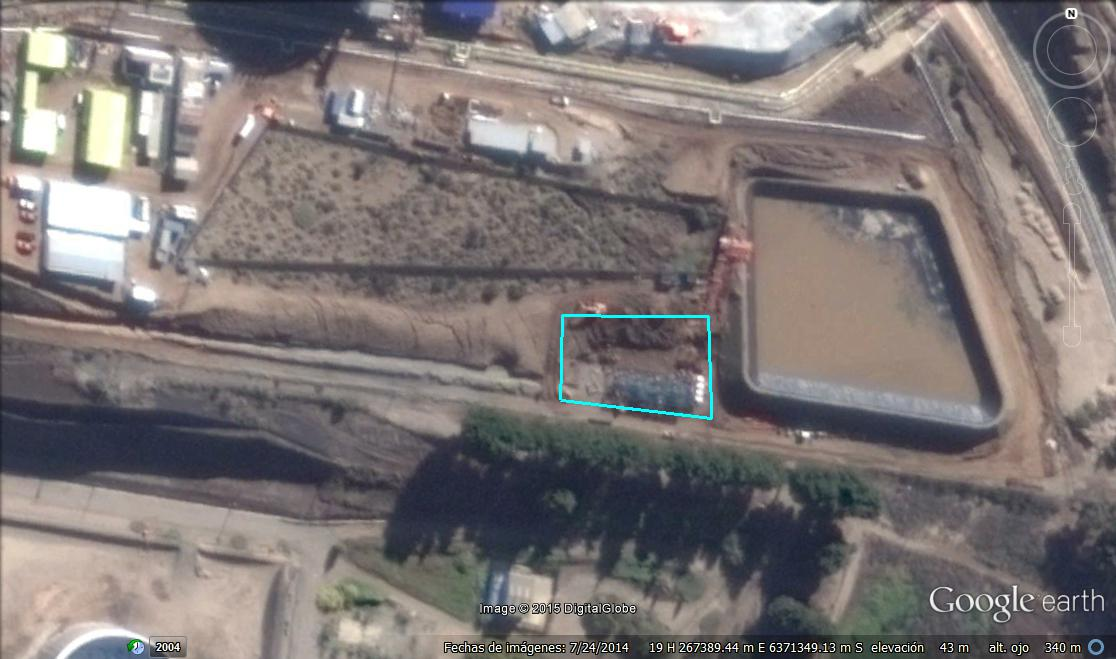 N
Image © 2015 DigitalGlobe
Google earth
2004
Fechas de imágenes: 7/24/2014 19 H 267389.44 m E 6371349.13 m S elevación 43 m alt. ojo 340 m